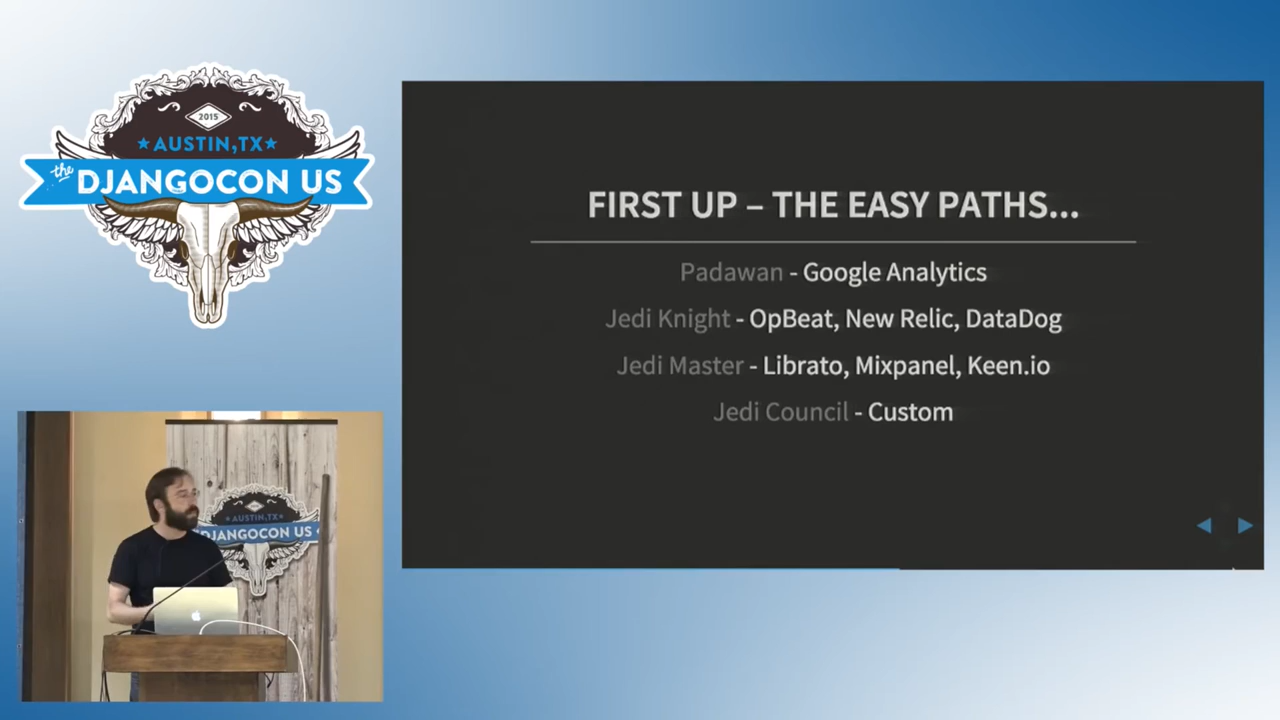 2015
★ AUSTIN, TX ★
the
DJANGOCON US
FIRST UP – THE EASY PATHS...
Padawan - Google Analytics
Jedi Knight - OpBeat, New Relic, DataDog
Jedi Master - Librato, Mixpanel, Keen.io
Jedi Council - Custom
★AUSTIN,TX★
DJANGOCON US